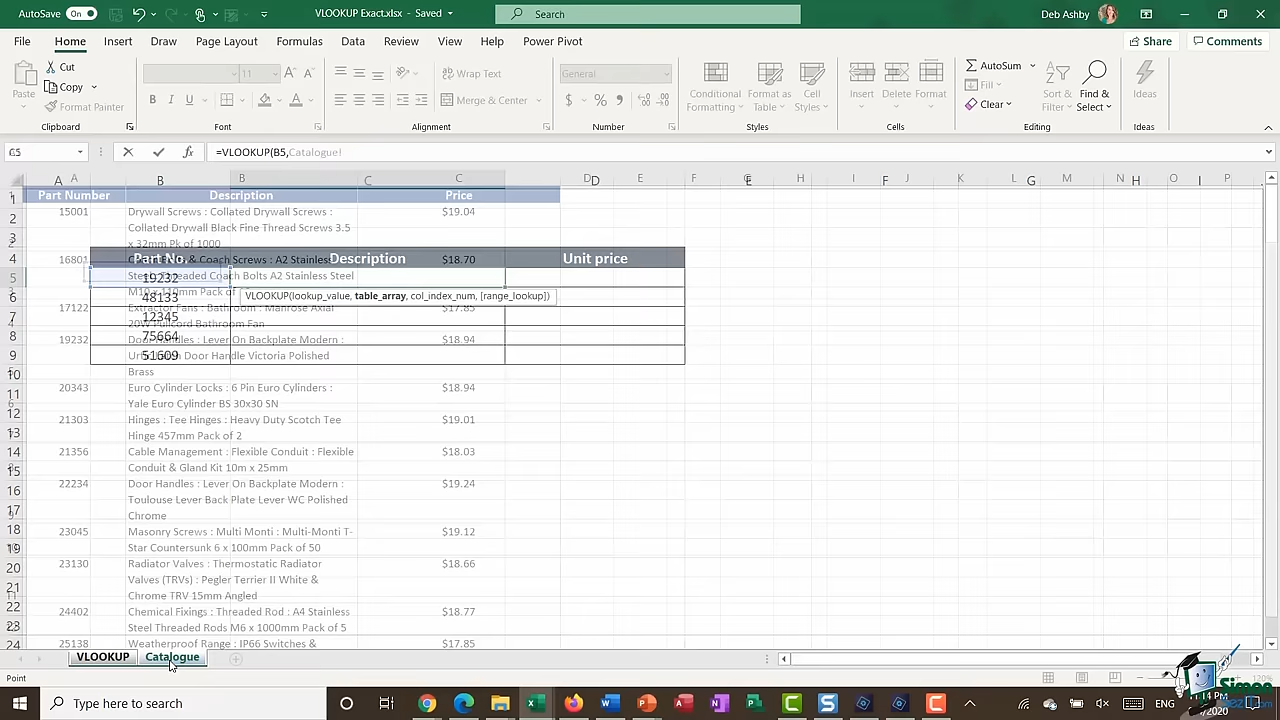 AutoSave On VLOOKUP Exact.xlsx - Saved Search Deb Ashby
File Home Insert Draw Page Layout Formulas Data Review View Help Power Pivot Share Comments
Paste Cut Copy Format Painter
11
B I U
Wrap Text
Merge & Center
General
$ % ,
Conditional Formatting
Format as Table
Cell Styles
Insert Delete Format
AutoSum
Fill
Clear
Sort & Filter
Find & Select
Ideas
Clipboard Font Alignment Number Styles Cells Editing Ideas
fx =VLOOKUP(B5,Catalogue!
Part Number Description Price
15001 Drywall Screws : Collated Drywall Screws : $19.04
Collated Drywall Black Fine Thread Screws 3.5
x 32mm Pk of 1000
16801 & Coach Screws : A2 Stainless $18.70
Part No. Description Unit price
Threaded Coach Bolts A2 Stainless Steel
19232
48133
VLOOKUP(lookup_value, table_array, col_index_num, [range_lookup])
17122 Extractor Fans : Bathroom : Manrose Axial $17.85
12345
20W Pullcord Bathroom Fan
19232 Door Handles : Lever On Backplate Modern : $18.94
75664
Door Handle Victoria Polished
51609
Brass
20343 Euro Cylinder Locks : 6 Pin Euro Cylinders : $18.94
Yale Euro Cylinder BS 30x30 SN
21303 Hinges : Tee Hinges : Heavy Duty Scotch Tee $19.01
Hinge 457mm Pack of 2
21356 Cable Management : Flexible Conduit : Flexible $18.03
Conduit & Gland Kit 10m x 25mm
22234 Door Handles : Lever On Backplate Modern : $19.24
Toulouse Lever Back Plate Lever WC Polished
Chrome
23045 Masonry Screws : Multi Monti : Multi-Monti T- $19.12
Star Countersunk 6 x 100mm Pack of 50
23130 Radiator Valves : Thermostatic Radiator $18.66
Valves (TRVs) : Pegler Terrier II White &
Chrome TRV 15mm Angled
24402 Chemical Fixings : Threaded Rod : A4 Stainless $18.77
Steel Threaded Rods M6 x 1000mm Pack of 5
25138 Weatherproof Range : IP66 Switches & $17.85
VLOOKUP Catalogue
Point 120%
Type here to search
Simon